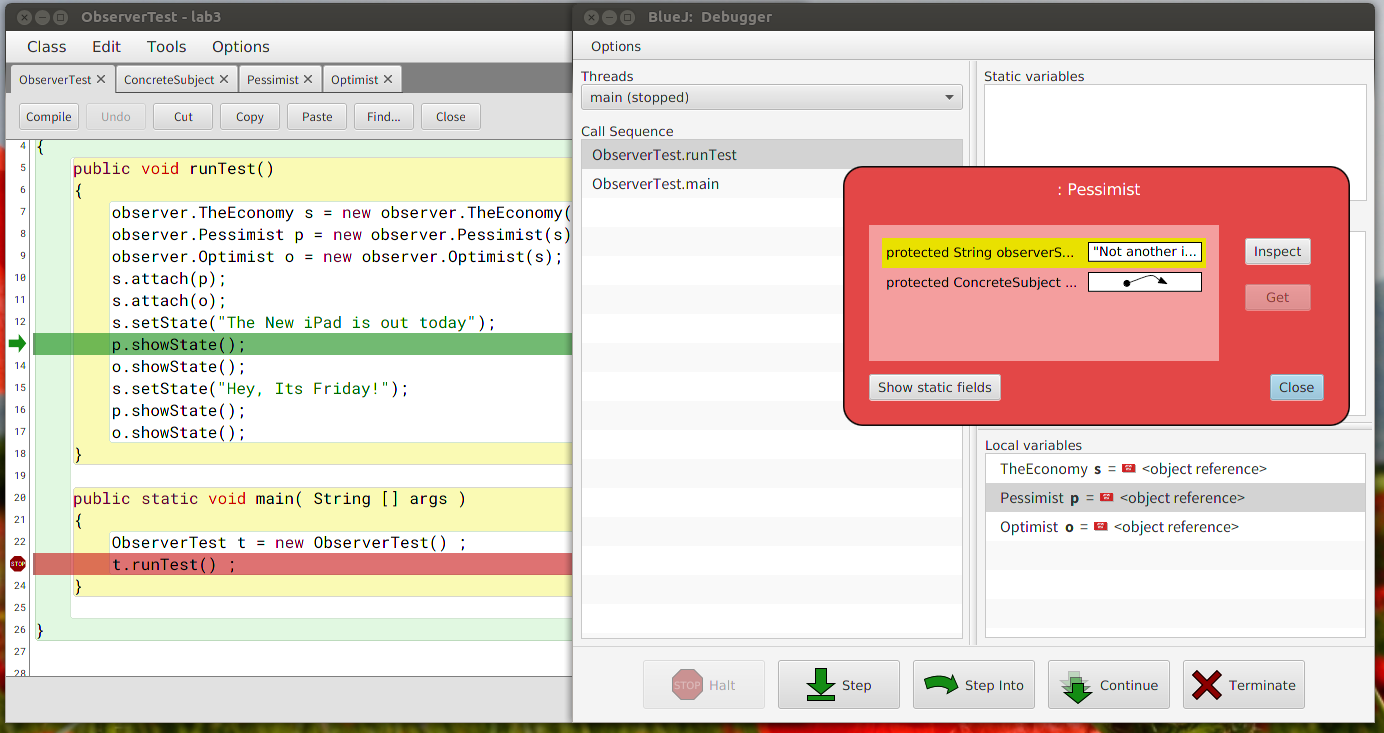 ObserverTest - lab3
Class Edit Tools Options
ObserverTest ConcreteSubject Pessimist Optimist
Compile Undo Cut Copy Paste Find... Close
4 {
5 public void runTest()
6 {
7 observer.TheEconomy s = new observer.TheEconomy(
8 observer.Pessimist p = new observer.Pessimist(s)
9 observer.Optimist o = new observer.Optimist(s);
10 s.attach(p);
11 s.attach(o);
12 s.setState("The New iPad is out today");
p.showState();
14 o.showState();
15 s.setState("Hey, Its Friday!");
16 p.showState();
17 o.showState();
18 }
19
20 public static void main( String [] args )
21 {
22 ObserverTest t = new ObserverTest() ;
STOP t.runTest() ;
24 }
25
26 }
27
28
BlueJ: Debugger
Options
Threads
main (stopped)
Call Sequence
ObserverTest.runTest
ObserverTest.main
Static variables
: Pessimist
protected String observerS... "Not another i...
protected ConcreteSubject ...
Inspect
Get
Show static fields
Close
Local variables
TheEconomy s = <object reference>
Pessimist p = <object reference>
Optimist o = <object reference>
STOP Halt Step Step Into Continue Terminate